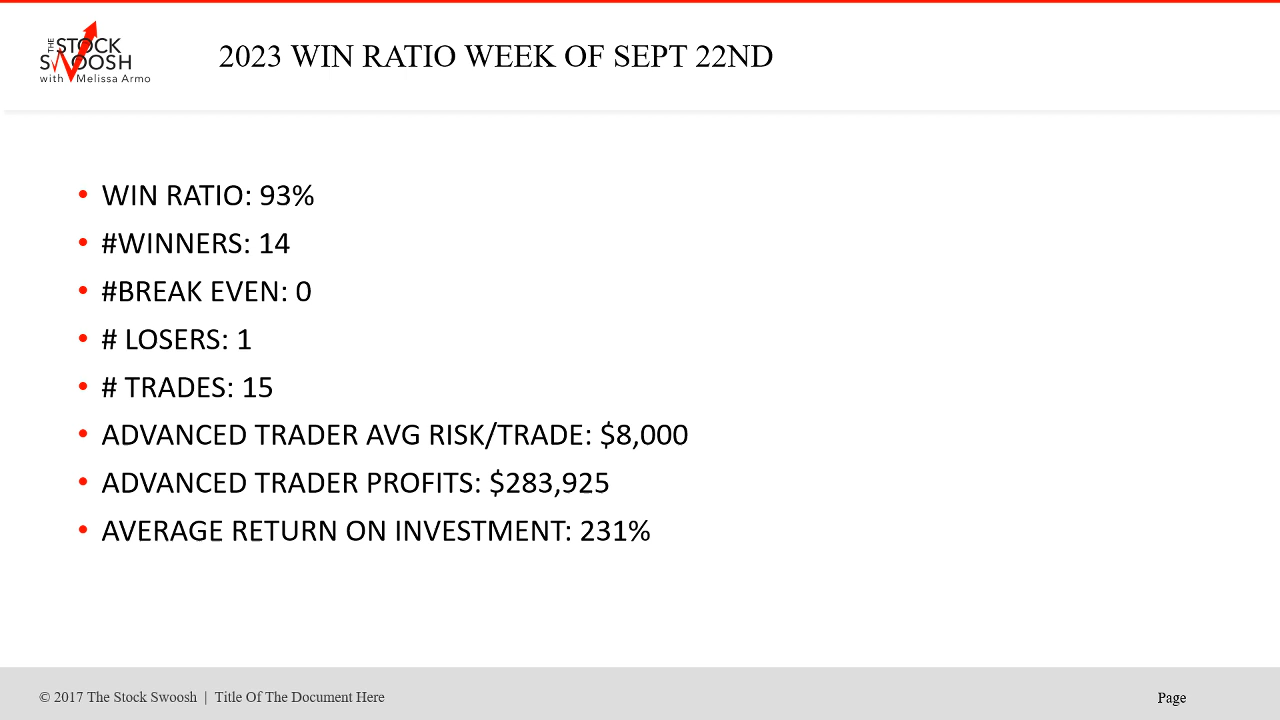 THE STOCK
SWOOSH
with Melissa Armo
2023 WIN RATIO WEEK OF SEPT 22ND
• WIN RATIO: 93%
• #WINNERS: 14
• #BREAK EVEN: 0
• # LOSERS: 1
• # TRADES: 15
• ADVANCED TRADER AVG RISK/TRADE: $8,000
• ADVANCED TRADER PROFITS: $283,925
• AVERAGE RETURN ON INVESTMENT: 231%
© 2017 The Stock Swoosh | Title Of The Document Here
Page